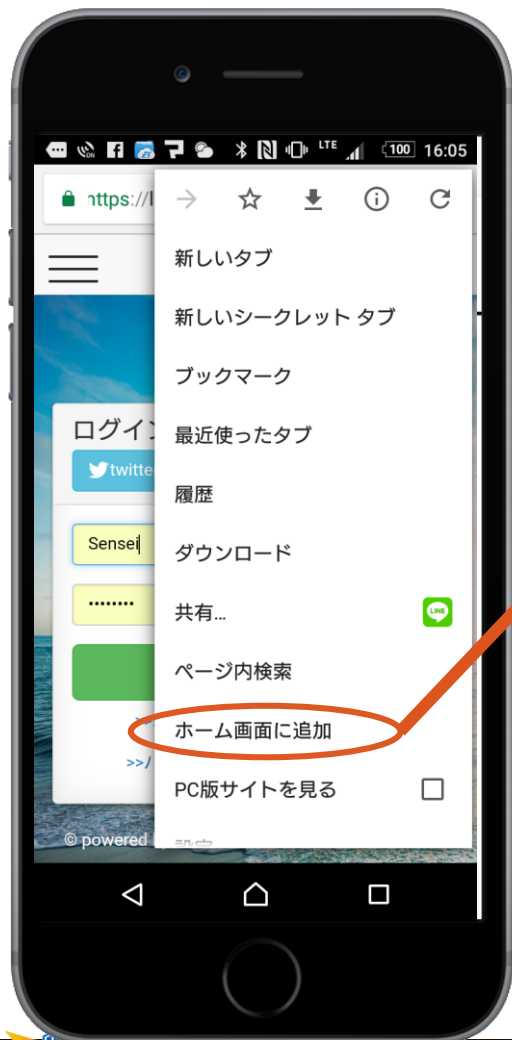 LTE 100 16:05
https://l
新しいタブ
新しいシークレット タブ
ブックマーク
最近使ったタブ
履歴
ダウンロード
共有...
LINE
ページ内検索
ホーム画面に追加
PC版サイトを見る
設定
ログイン
twitte
Sensei
••••••••
>>
>>パ
© powered